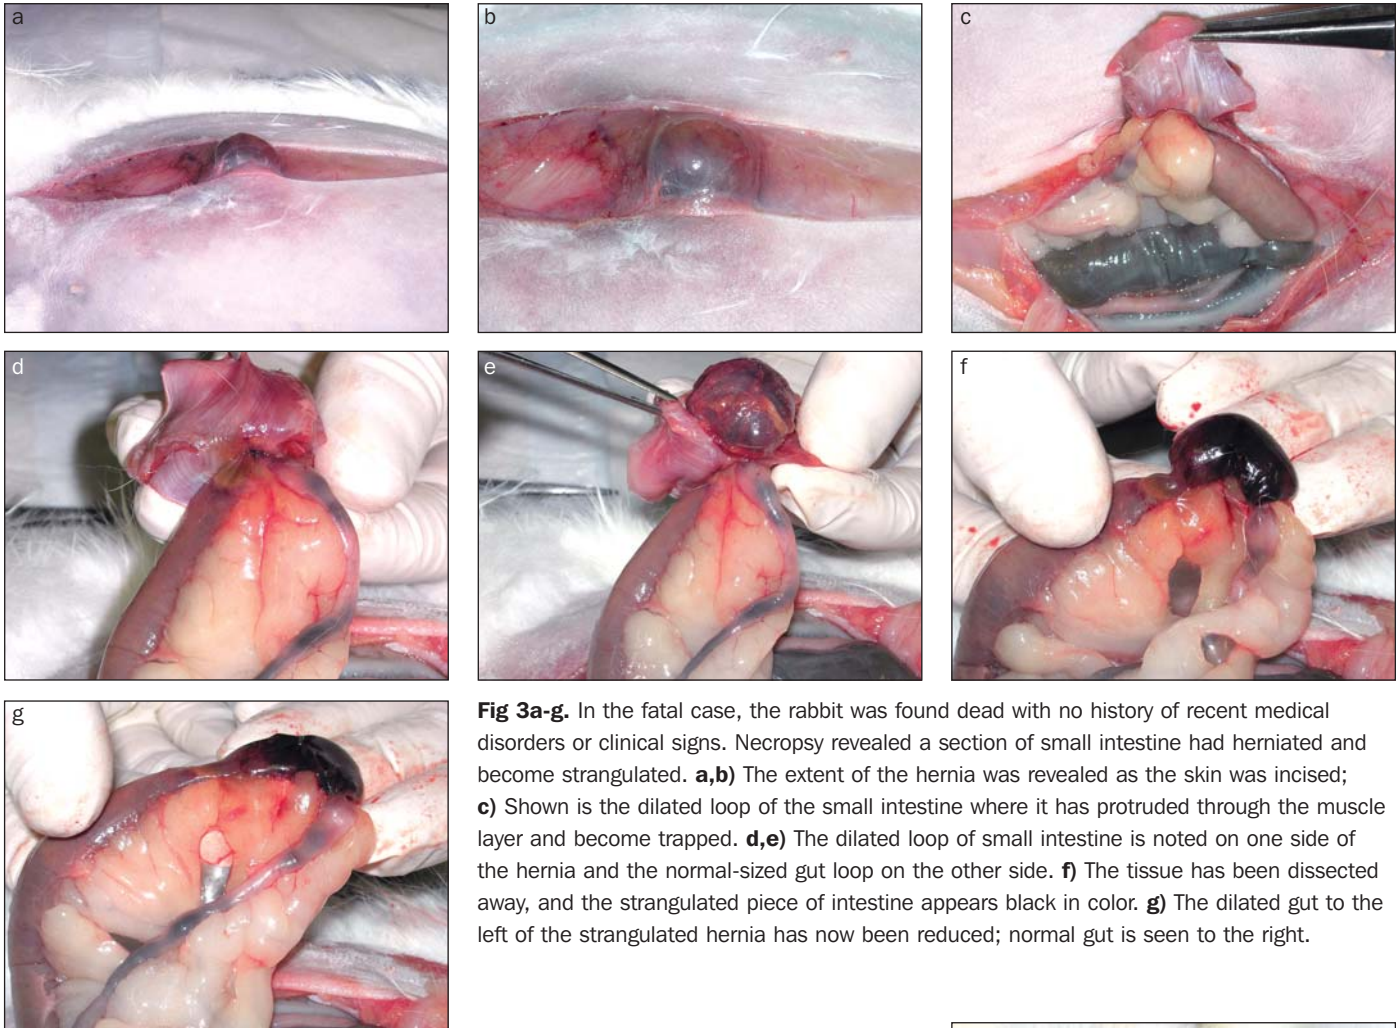 a
b
c
d
e
f
g
Fig 3a-g. In the fatal case, the rabbit was found dead with no history of recent medical
disorders or clinical signs. Necropsy revealed a section of small intestine had herniated and
become strangulated. a,b) The extent of the hernia was revealed as the skin was incised;
c) Shown is the dilated loop of the small intestine where it has protruded through the muscle
layer and become trapped. d,e) The dilated loop of small intestine is noted on one side of
the hernia and the normal-sized gut loop on the other side. f) The tissue has been dissected
away, and the strangulated piece of intestine appears black in color. g) The dilated gut to the
left of the strangulated hernia has now been reduced; normal gut is seen to the right.